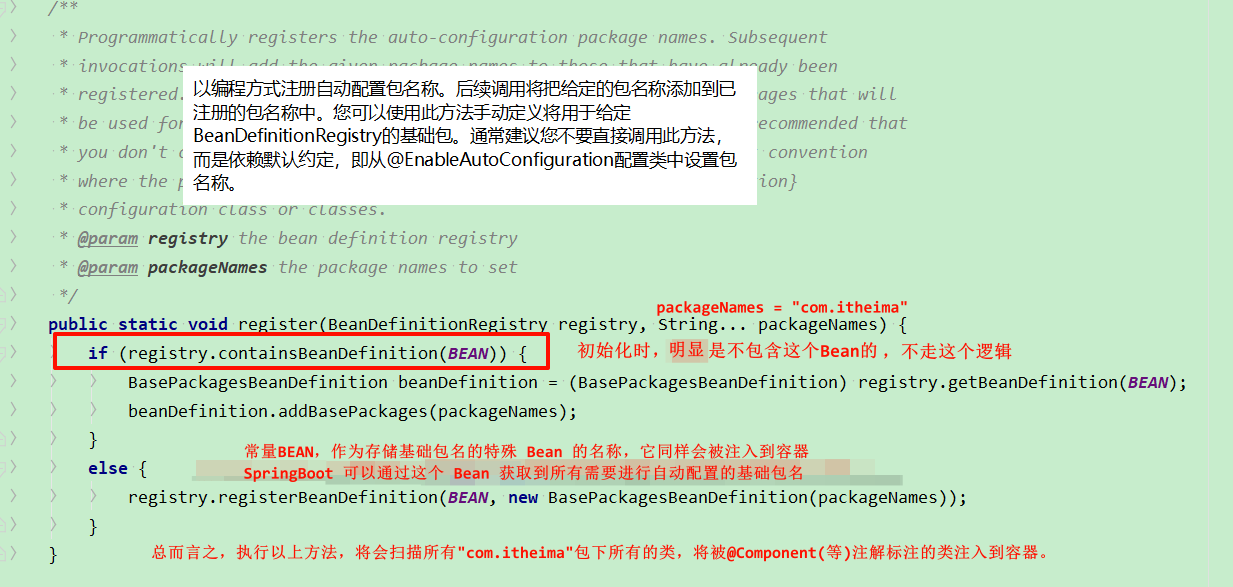 /**
* Programmatically registers the auto-configuration package names. Subsequent
* invocations will add the given package names to those that have already been
以编程方式注册自动配置包名称。后续调用将把给定的包名称添加到已
* registered. ages that will
注册的包名称中。您可以使用此方法手动定义将用于给定
* be used for recommended that
BeanDefinitionRegistry的基础包。通常建议您不要直接调用此方法，
* you don't convention
而是依赖默认约定，即从@EnableAutoConfiguration配置类中设置包
* where the ion}
名称。
* configuration class or classes.
* @param registry the bean definition registry
* @param packageNames the package names to set
*/
packageNames = "com.itheima"
public static void register(BeanDefinitionRegistry registry, String... packageNames) {
if (registry.containsBeanDefinition(BEAN)) { 初始化时，明显是不包含这个Bean的，不走这个逻辑
BasePackagesBeanDefinition beanDefinition = (BasePackagesBeanDefinition) registry.getBeanDefinition(BEAN);
beanDefinition.addBasePackages(packageNames);
}
常量BEAN，作为存储基础包名的特殊 Bean 的名称，它同样会被注入到容器
else {
SpringBoot 可以通过这个 Bean 获取到所有需要进行自动配置的基础包名
registry.registerBeanDefinition(BEAN, new BasePackagesBeanDefinition(packageNames));
}
} 总而言之，执行以上方法，将会扫描所有"com.itheima"包下所有的类，将被@Component(等)注解标注的类注入到容器。